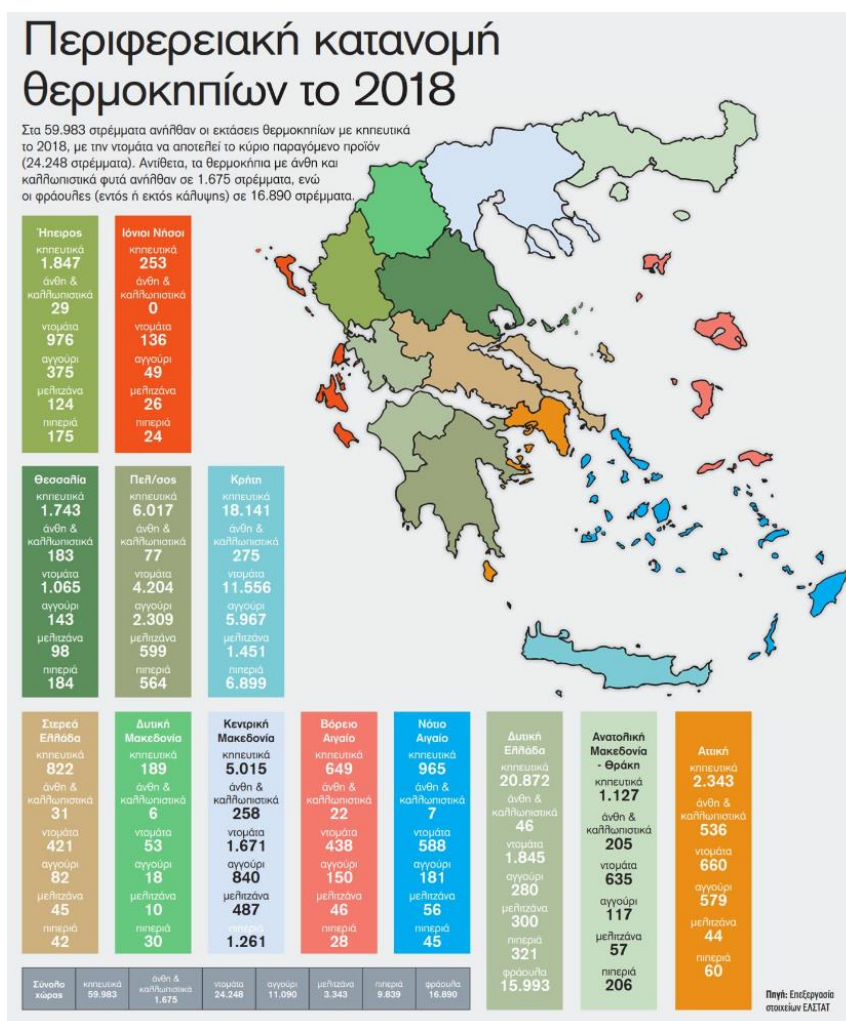 Περιφερειακή κατανομή
θερμοκηπίων το 2018
Στα 59.983 στρέμματα ανήλθαν οι εκτάσεις θερμοκηπίων με κηπευτικά
το 2018, με την ντομάτα να αποτελεί το κύριο παραγόμενο προϊόν
(24.248 στρέμματα). Αντίθετα, τα θερμοκήπια με άνθη και
καλλωπιστικά φυτά ανήλθαν σε 1.675 στρέμματα, ενώ
οι φράουλες (εντός ή εκτός κάλυψης) σε 16.890 στρέμματα.
Ήπειρος
κηπευτικά
1.847
άνθη &
καλλωπιστικά
29
ντομάτα
976
αγγούρι
375
μελιτζάνα
124
πιπεριά
175
Ιόνιοι Νήσοι
κηπευτικά
253
άνθη &
καλλωπιστικά
0
ντομάτα
136
αγγούρι
49
μελιτζάνα
26
πιπεριά
24
Θεσσαλία
κηπευτικά
1.743
άνθη &
καλλωπιστικά
183
ντομάτα
1.065
αγγούρι
143
μελιτζάνα
98
πιπεριά
184
Πελ/σος
κηπευτικά
6.017
άνθη &
καλλωπιστικά
77
ντομάτα
4.204
αγγούρι
2.309
μελιτζάνα
599
πιπεριά
564
Κρήτη
κηπευτικά
18.141
άνθη &
καλλωπιστικά
275
ντομάτα
11.556
αγγούρι
5.967
μελιτζάνα
1.451
πιπεριά
6.899
Στερεά
Ελλάδα
κηπευτικά
822
άνθη &
καλλωπιστικά
31
ντομάτα
421
αγγούρι
82
μελιτζάνα
45
πιπεριά
42
Δυτική
Μακεδονία
κηπευτικά
189
άνθη &
καλλωπιστικά
6
ντομάτα
53
αγγούρι
18
μελιτζάνα
10
πιπεριά
30
Κεντρική
Μακεδονία
κηπευτικά
5.015
άνθη &
καλλωπιστικά
258
ντομάτα
1.671
αγγούρι
840
μελιτζάνα
487
πιπεριά
1.261
Βόρειο
Αιγαίο
κηπευτικά
649
άνθη &
καλλωπιστικά
22
ντομάτα
438
αγγούρι
150
μελιτζάνα
46
πιπεριά
28
Νότιο
Αιγαίο
κηπευτικά
965
άνθη &
καλλωπιστικά
7
ντομάτα
588
αγγούρι
181
μελιτζάνα
56
πιπεριά
45
Δυτική
Ελλάδα
κηπευτικά
20.872
άνθη &
καλλωπιστικά
46
ντομάτα
1.845
αγγούρι
280
μελιτζάνα
300
πιπεριά
321
φράουλα
15.993
Ανατολική
Μακεδονία
- Θράκη
κηπευτικά
1.127
άνθη &
καλλωπιστικά
205
ντομάτα
635
αγγούρι
117
μελιτζάνα
57
πιπεριά
206
Αττική
κηπευτικά
2.343
άνθη &
καλλωπιστικά
536
ντομάτα
660
αγγούρι
579
μελιτζάνα
44
πιπεριά
60
Σύνολο
χώρας
κηπευτικά
59.983
άνθη &
καλλωπιστικά
1.675
ντομάτα
24.248
αγγούρι
11.090
μελιτζάνα
3.343
πιπεριά
9.839
φράουλα
16.890
Πηγή: Επεξεργασία
στοιχείων ΕΛΣΤΑΤ